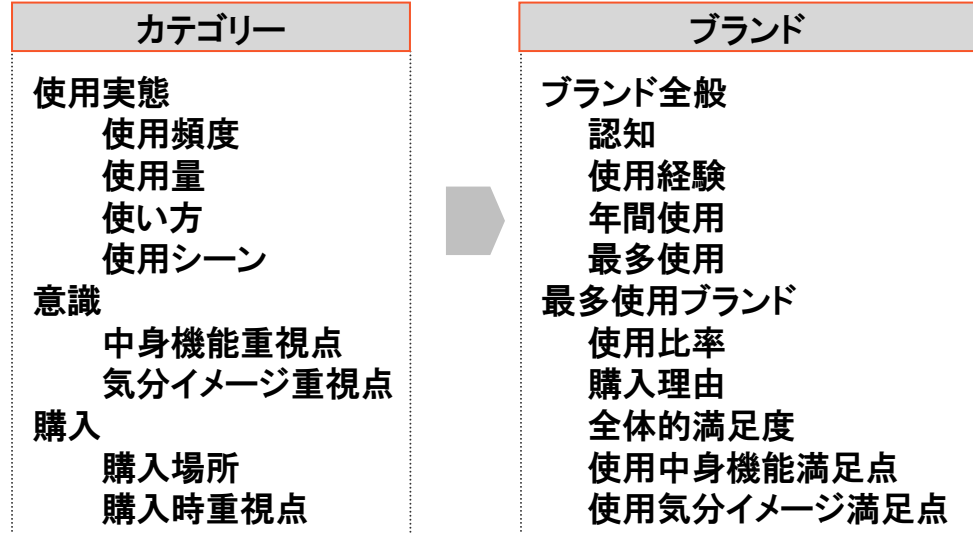 カテゴリー
使用実態
使用頻度
使用量
使い方
使用シーン
意識
中身機能重視点
気分イメージ重視点
購入
購入場所
購入時重視点
ブランド
ブランド全般
認知
使用経験
年間使用
最多使用
最多使用ブランド
使用比率
購入理由
全体的満足度
使用中身機能満足点
使用気分イメージ満足点